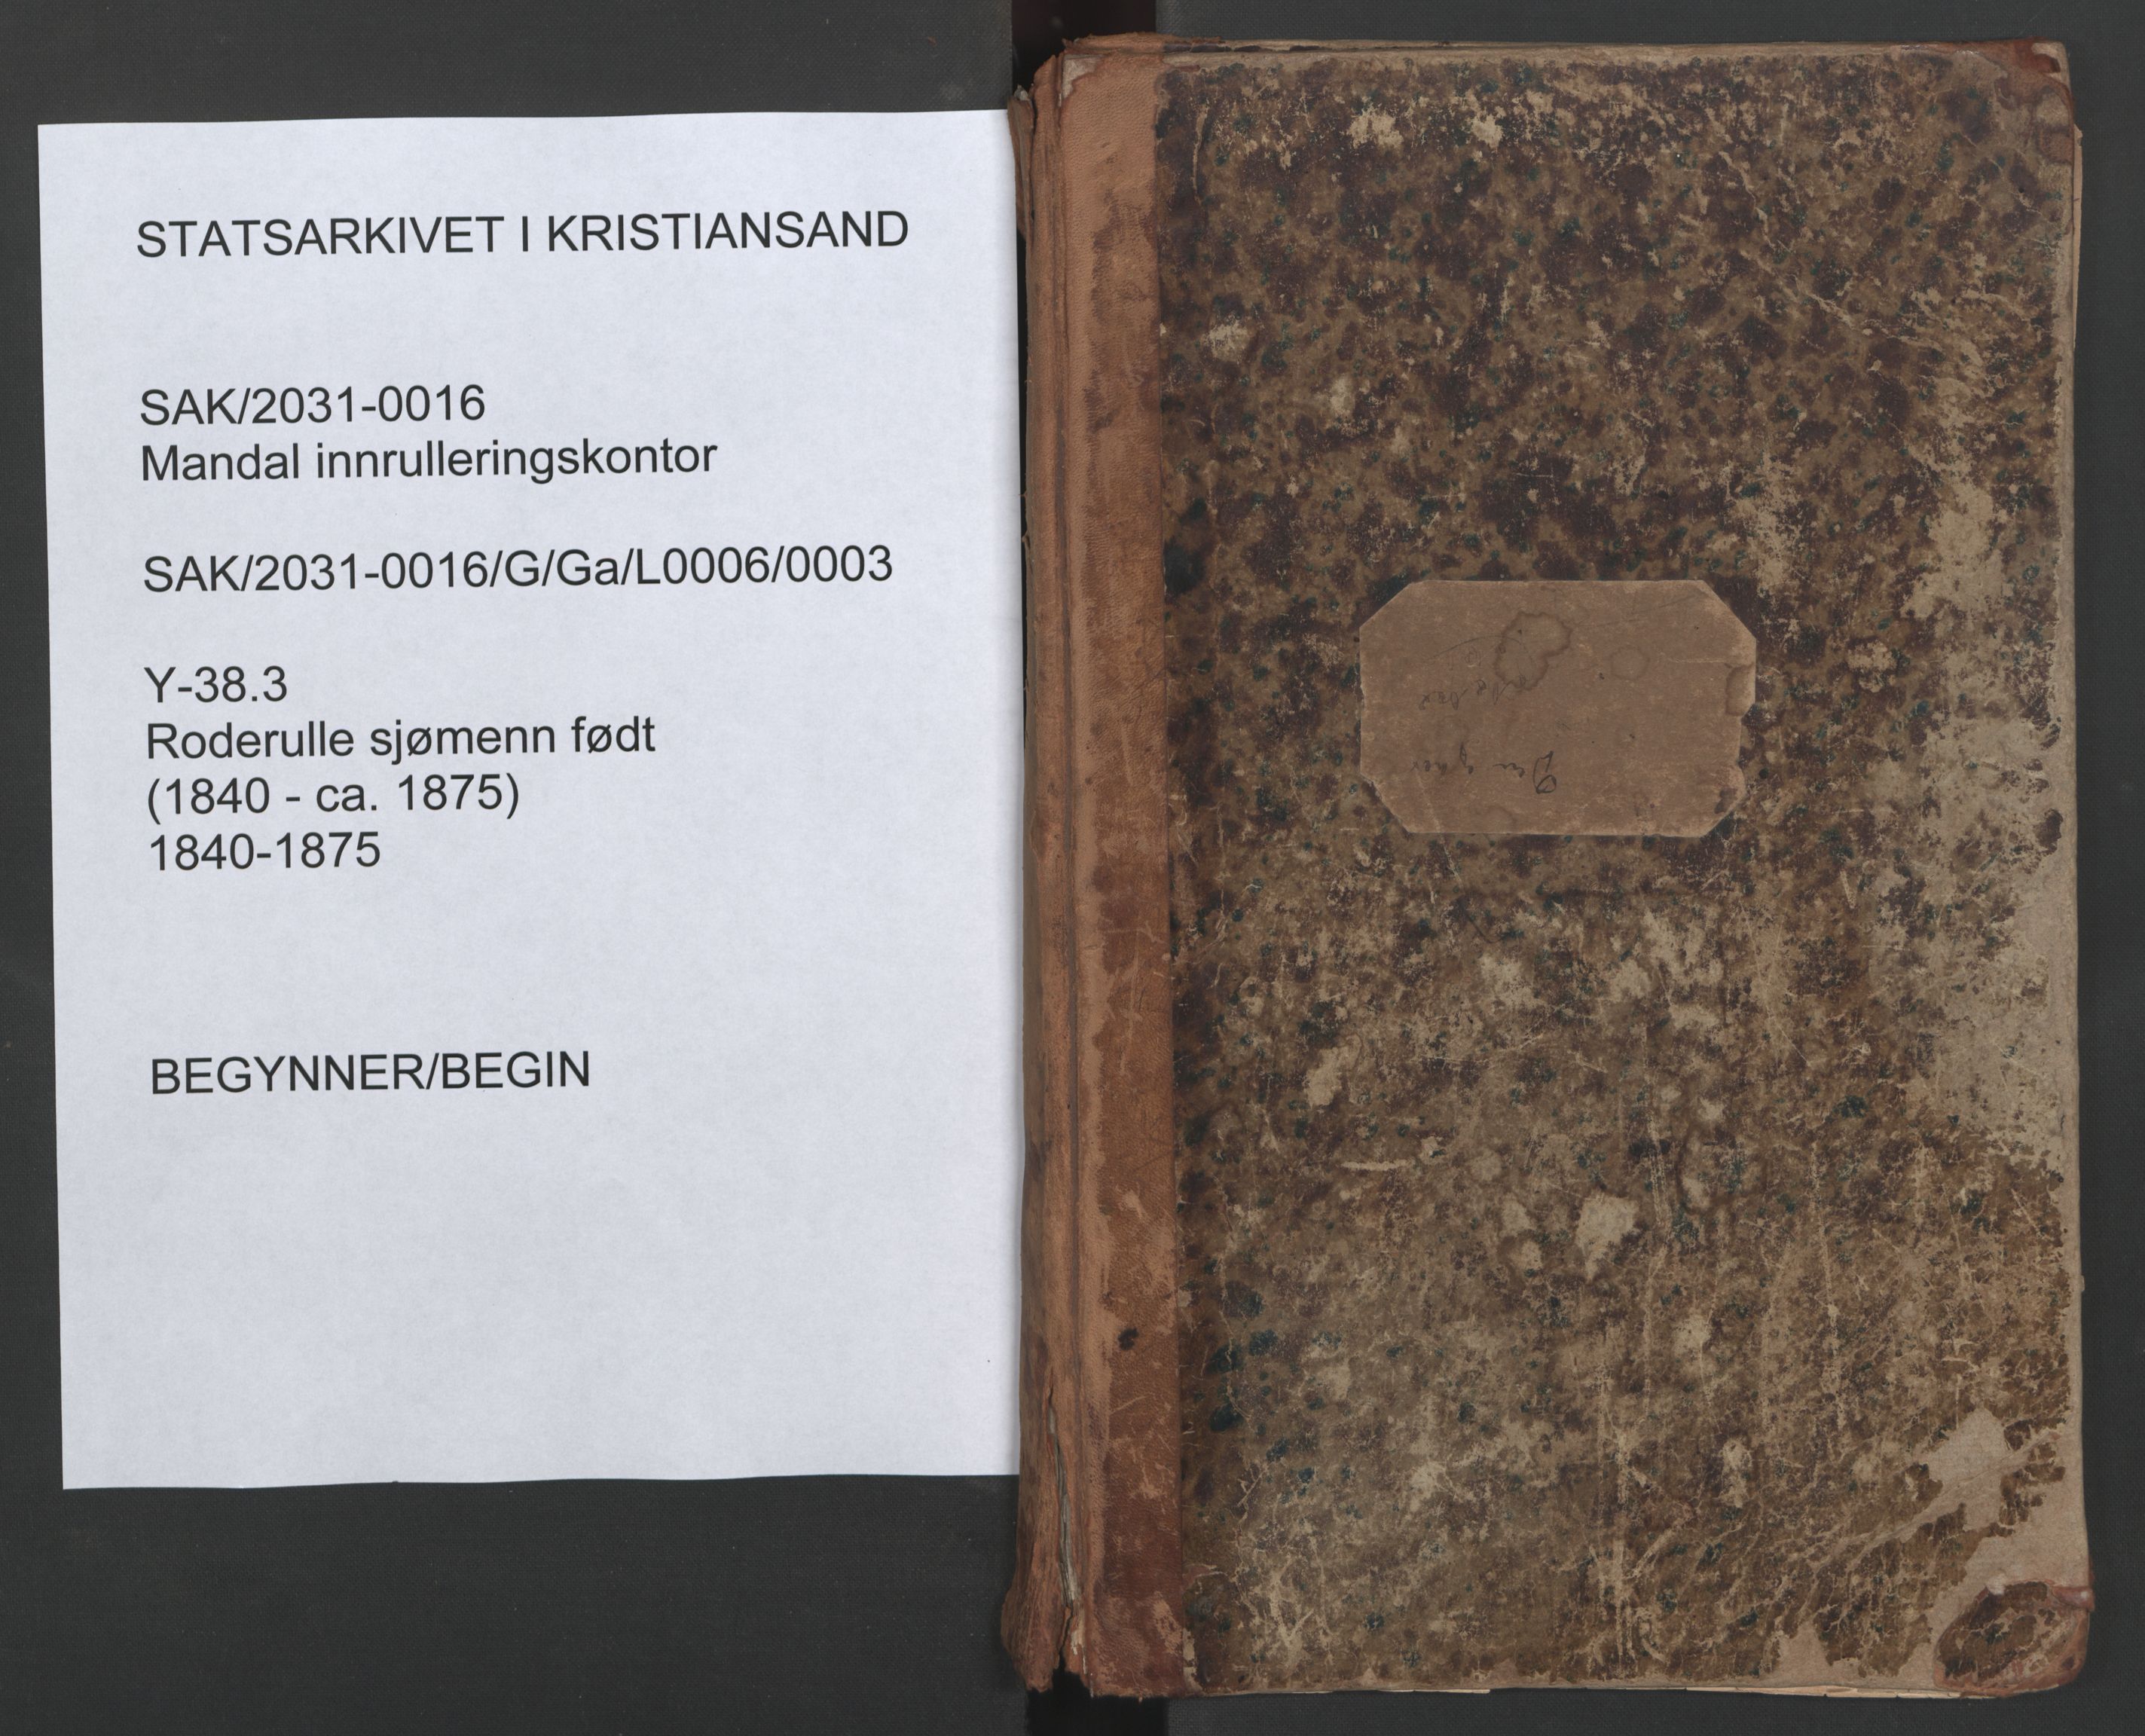 STATSARKIVET I KRISTIANSAND
SAK/2031-0016
Mandal innrulleringskontor
SAK/2031-0016/G/Ga/L0006/0003
Y-38.3
Roderulle sjømenn født
(1840 - ca. 1875)
1840-1875
BEGYNNER/BEGIN